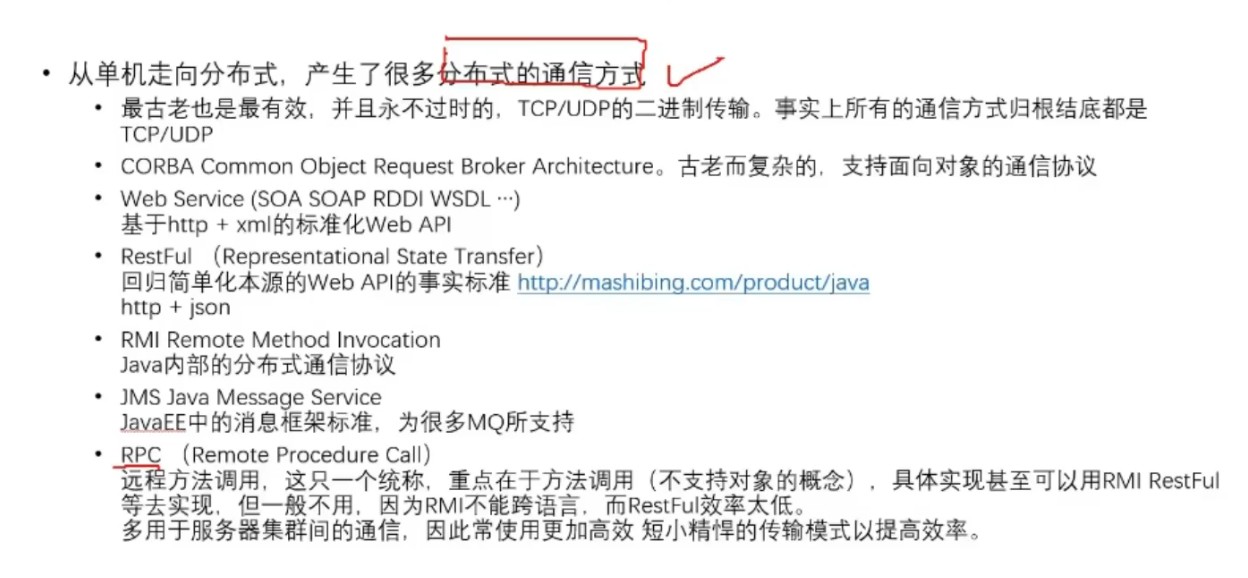 • 从单机走向分布式，产生了很多分布式的通信方式
• 最古老也是最有效，并且永不过时的，TCP/UDP的二进制传输。事实上所有的通信方式归根结底都是
TCP/UDP
• CORBA Common Object Request Broker Architecture。古老而复杂的，支持面向对象的通信协议
• Web Service (SOA SOAP RDDI WSDL …)
基于http + xml的标准化Web API
• RestFul （Representational State Transfer）
回归简单化本源的Web API的事实标准 http://mashibing.com/product/java
http + json
• RMI Remote Method Invocation
Java内部的分布式通信协议
• JMS Java Message Service
JavaEE中的消息框架标准，为很多MQ所支持
• RPC （Remote Procedure Call）
远程方法调用，这只一个统称，重点在于方法调用（不支持对象的概念），具体实现甚至可以用RMI RestFul
等去实现，但一般不用，因为RMI不能跨语言，而RestFul效率太低。
多用于服务器集群间的通信，因此常使用更加高效 短小精悍的传输模式以提高效率。